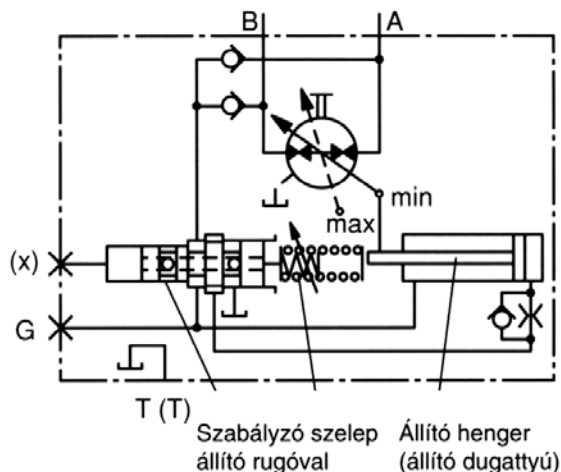 B A
min
max
(x)
G
T (T)
Szabályzó szelep
állító rugóval
Állító henger
(állító dugattyú)